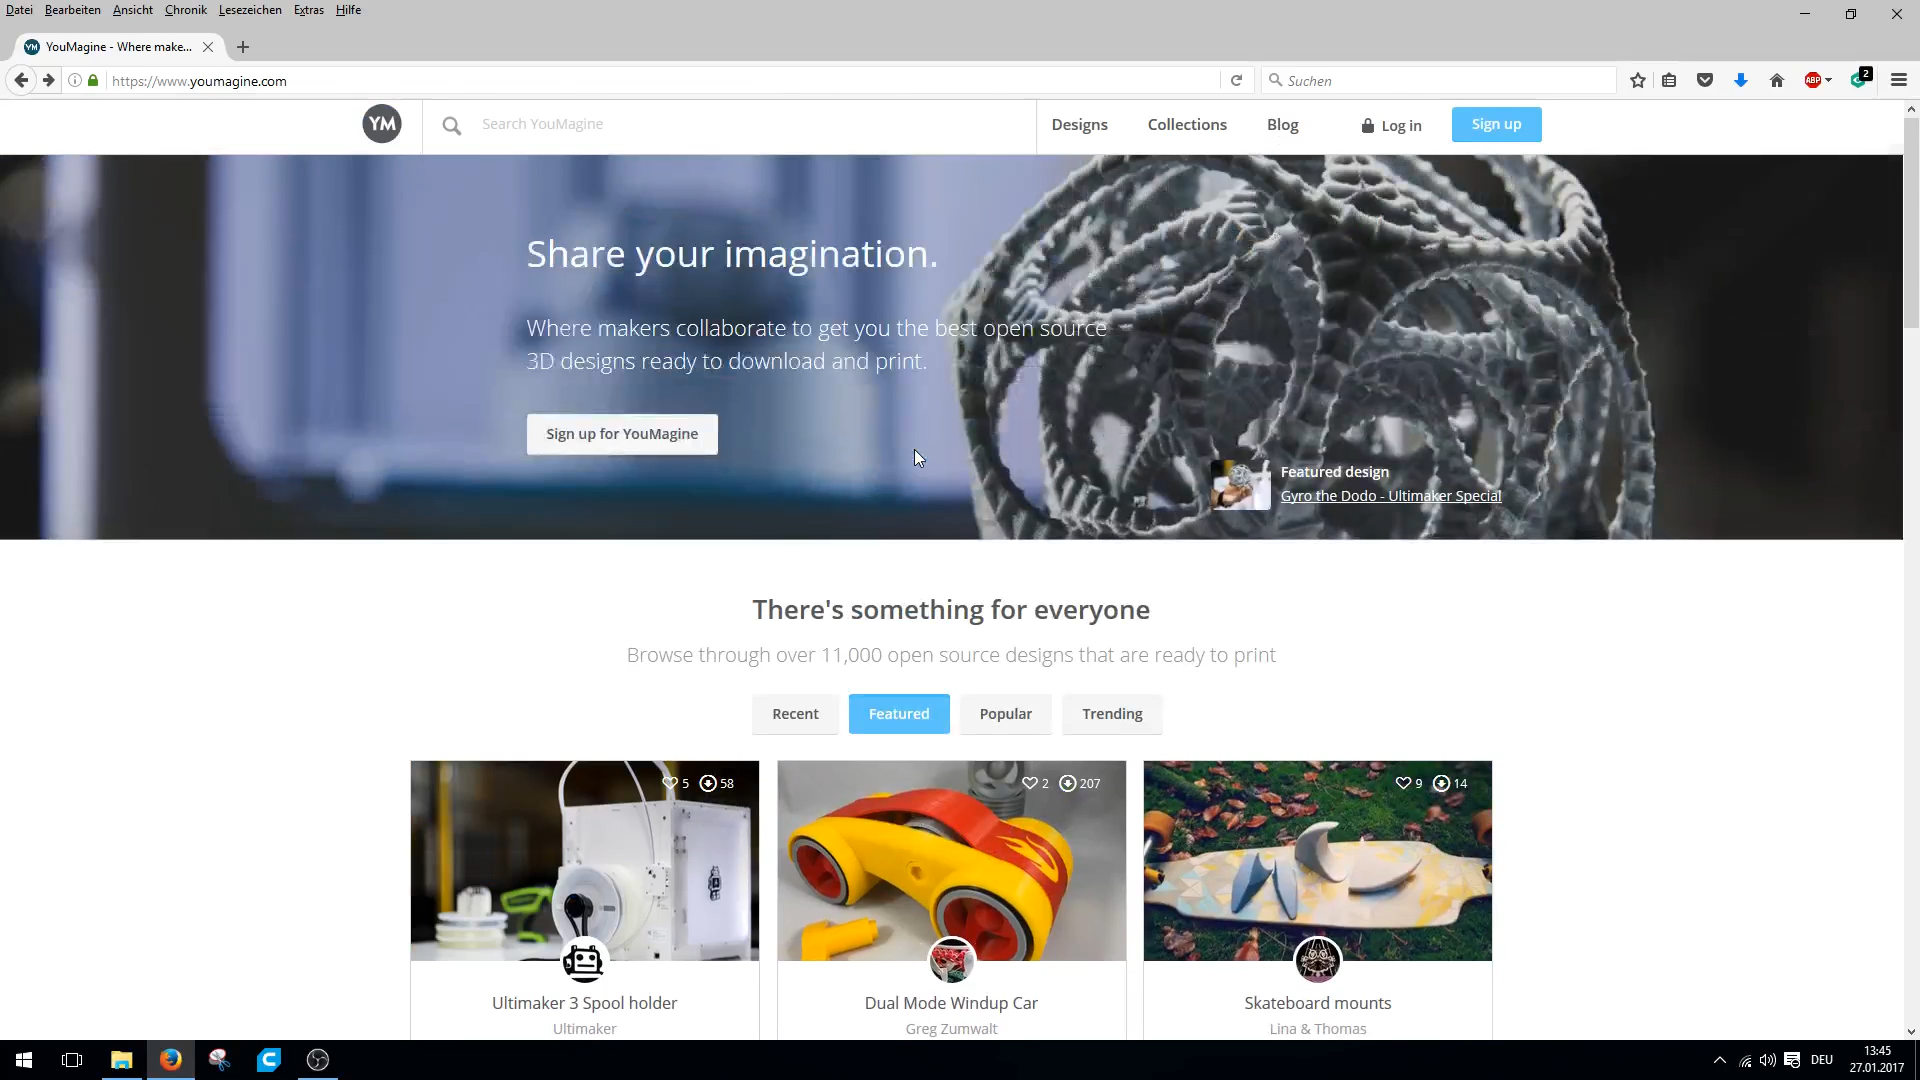 Datei Bearbeiten Ansicht Chronik Lesezeichen Extras Hilfe
YM YouMagine - Where make...
https://www.youmagine.com
Suchen
ABP
2
YM
Search YouMagine
Designs Collections Blog Log in Sign up
Share your imagination.
Where makers collaborate to get you the best open source
3D designs ready to download and print.
Sign up for YouMagine
Featured design
Gyro the Dodo - Ultimaker Special
There's something for everyone
Browse through over 11,000 open source designs that are ready to print
Recent Featured Popular Trending
5 58
2 207
9 14
Ultimaker 3 Spool holder
Ultimaker
Dual Mode Windup Car
Greg Zumwalt
Skateboard mounts
Lina & Thomas
DEU
13:45
27.01.2017